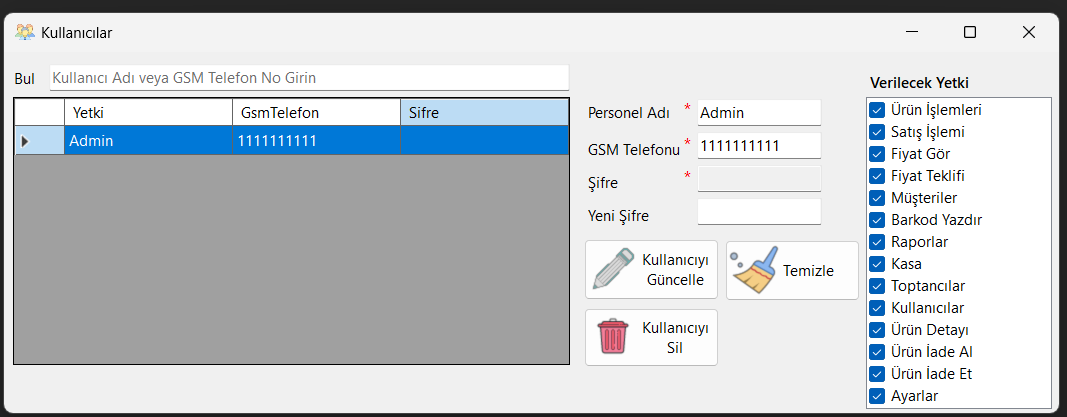 Kullanıcılar
Bul Kullanıcı Adı veya GSM Telefon No Girin
Yetki GsmTelefon Sifre
Admin 1111111111
Personel Adı * Admin
GSM Telefonu * 1111111111
Şifre *
Yeni Şifre
Kullanıcıyı
Güncelle
Temizle
Kullanıcıyı
Sil
Verilecek Yetki
Ürün İşlemleri
Satış İşlemi
Fiyat Gör
Fiyat Teklifi
Müşteriler
Barkod Yazdır
Raporlar
Kasa
Toptancılar
Kullanıcılar
Ürün Detayı
Ürün İade Al
Ürün İade Et
Ayarlar